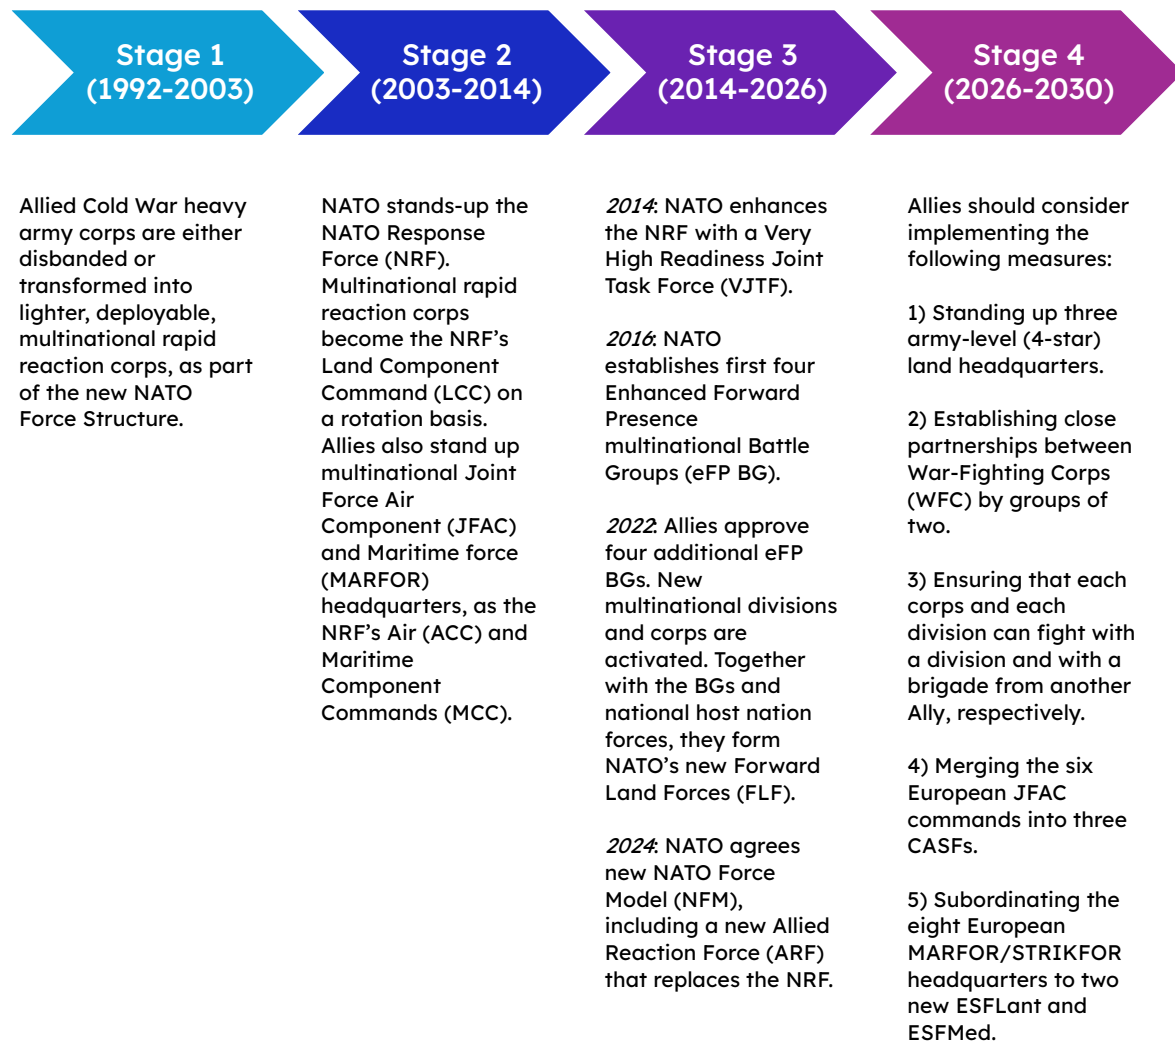 Stage 1
(1992-2003)
Stage 2
(2003-2014)
Stage 3
(2014-2026)
Stage 4
(2026-2030)
Allied Cold War heavy
army corps are either
disbanded or
transformed into
lighter, deployable,
multinational rapid
reaction corps, as part
of the new NATO
Force Structure.
NATO stands-up the
NATO Response
Force (NRF).
Multinational rapid
reaction corps
become the NRF's
Land Component
Command (LCC) on
a rotation basis.
Allies also stand up
multinational Joint
Force Air
Component (JFAC)
and Maritime force
(MARFOR)
headquarters, as the
NRF's Air (ACC) and
Maritime
Component
Commands (MCC).
2014: NATO enhances
the NRF with a Very
High Readiness Joint
Task Force (VJTF).
2016: NATO
establishes first four
Enhanced Forward
Presence
multinational Battle
Groups (eFP BG).
2022: Allies approve
four additional eFP
BGs. New
multinational divisions
and corps are
activated. Together
with the BGs and
national host nation
forces, they form
NATO's new Forward
Land Forces (FLF).
2024: NATO agrees
new NATO Force
Model (NFM),
including a new Allied
Reaction Force (ARF)
that replaces the NRF.
Allies should consider
implementing the
following measures:
1) Standing up three
army-level (4-star)
land headquarters.
2) Establishing close
partnerships between
War-Fighting Corps
(WFC) by groups of
two.
3) Ensuring that each
corps and each
division can fight with
a division and with a
brigade from another
Ally, respectively.
4) Merging the six
European JFAC
commands into three
CASFs.
5) Subordinating the
eight European
MARFOR/STRIKFOR
headquarters to two
new ESFLant and
ESFMed.